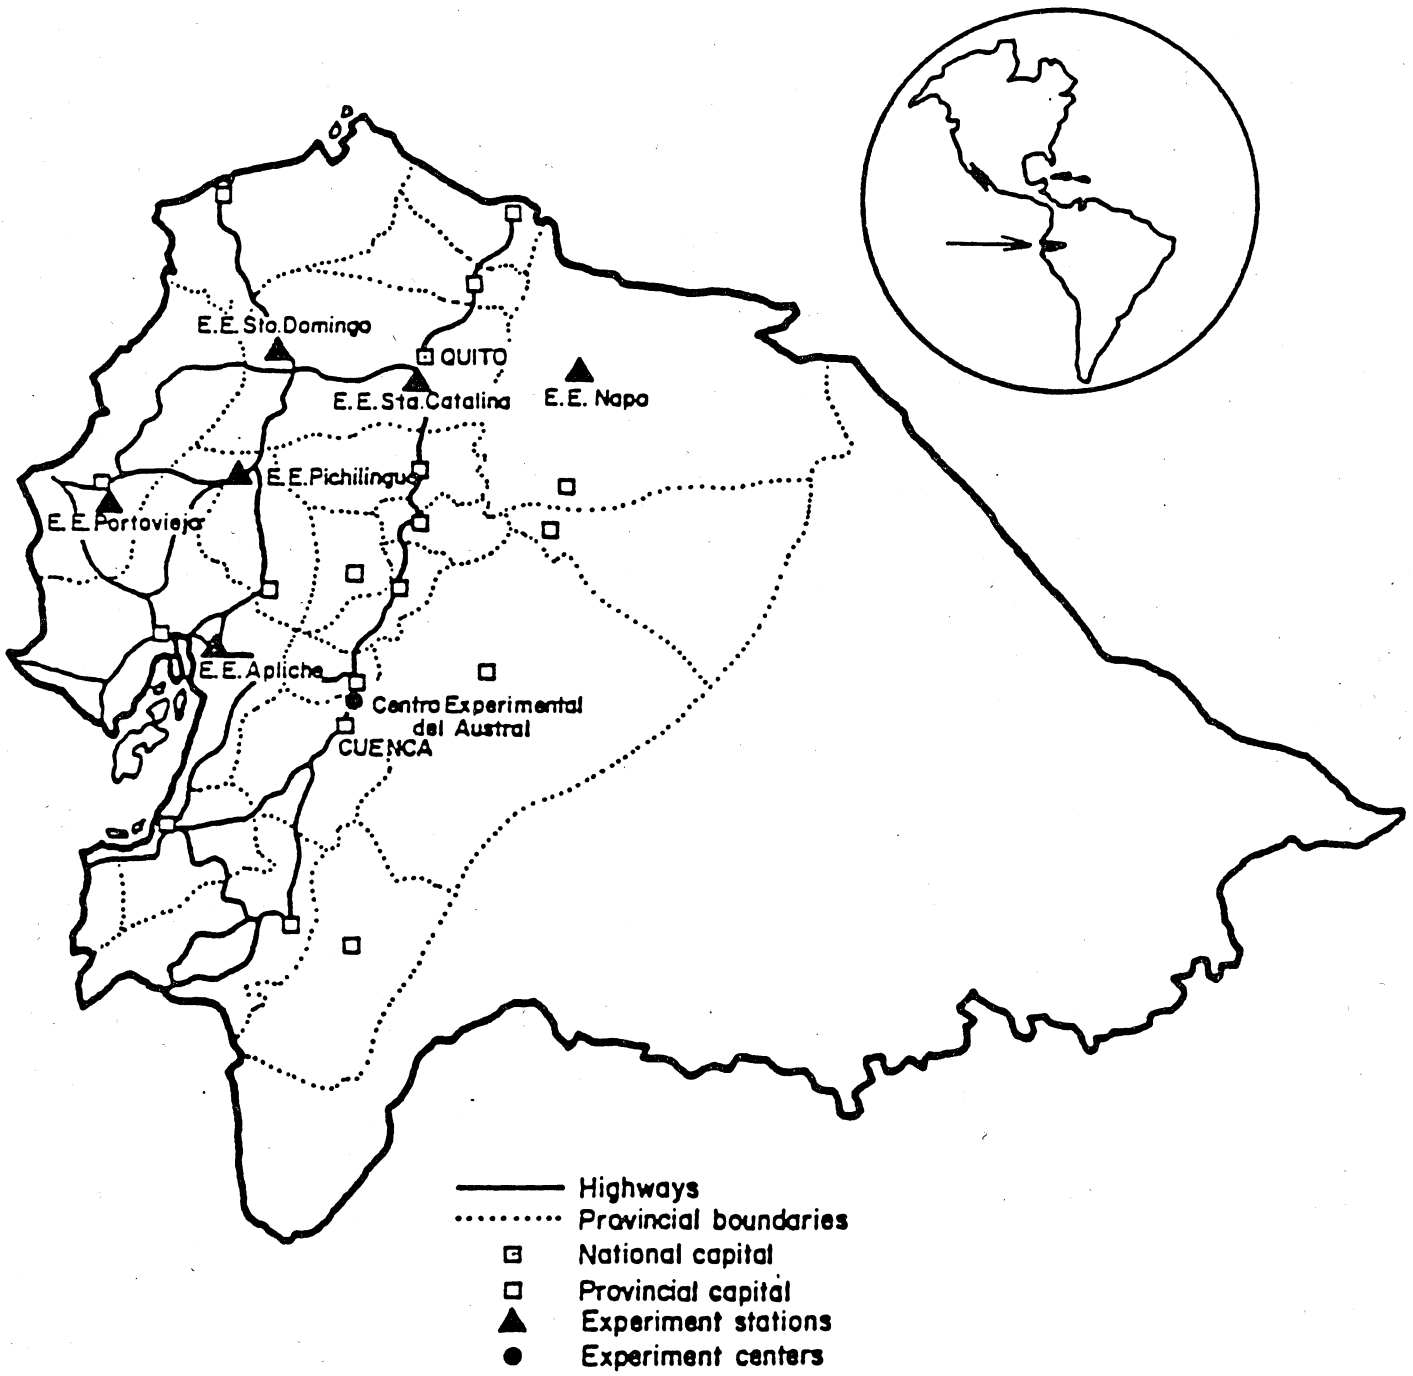 E.E. Sto. Domingo
QUITO
E.E. Sta. Catalina
E.E. Napo
E.E. Pichilingue
E.E. Portoviejo
E.E. Apliche
Centro Experimental
del Austral
CUENCA
Highways
Provincial boundaries
National capital
Provincial capital
Experiment stations
Experiment centers